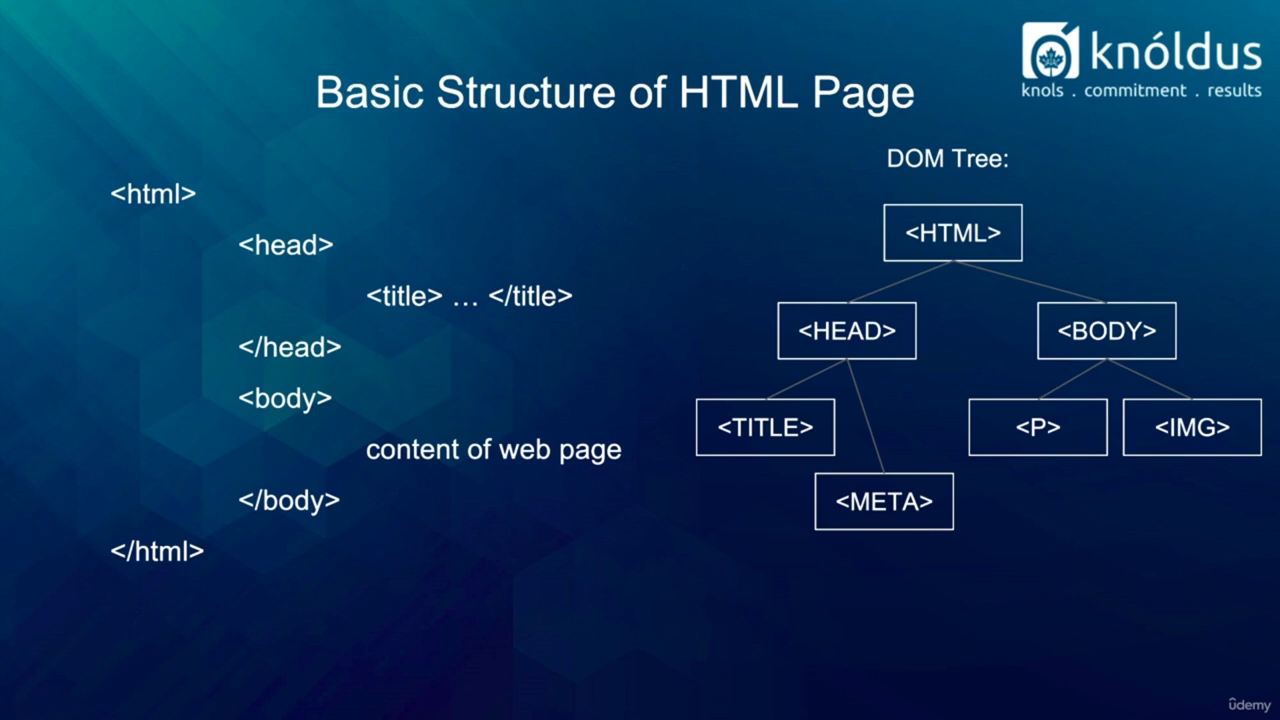 knóldus
knols . commitment . results
Basic Structure of HTML Page
<html>
<head>
<title> … </title>
</head>
<body>
content of web page
</body>
</html>
DOM Tree:
<HTML>
<HEAD>
<BODY>
<TITLE>
<P>
<IMG>
<META>
ûdemy